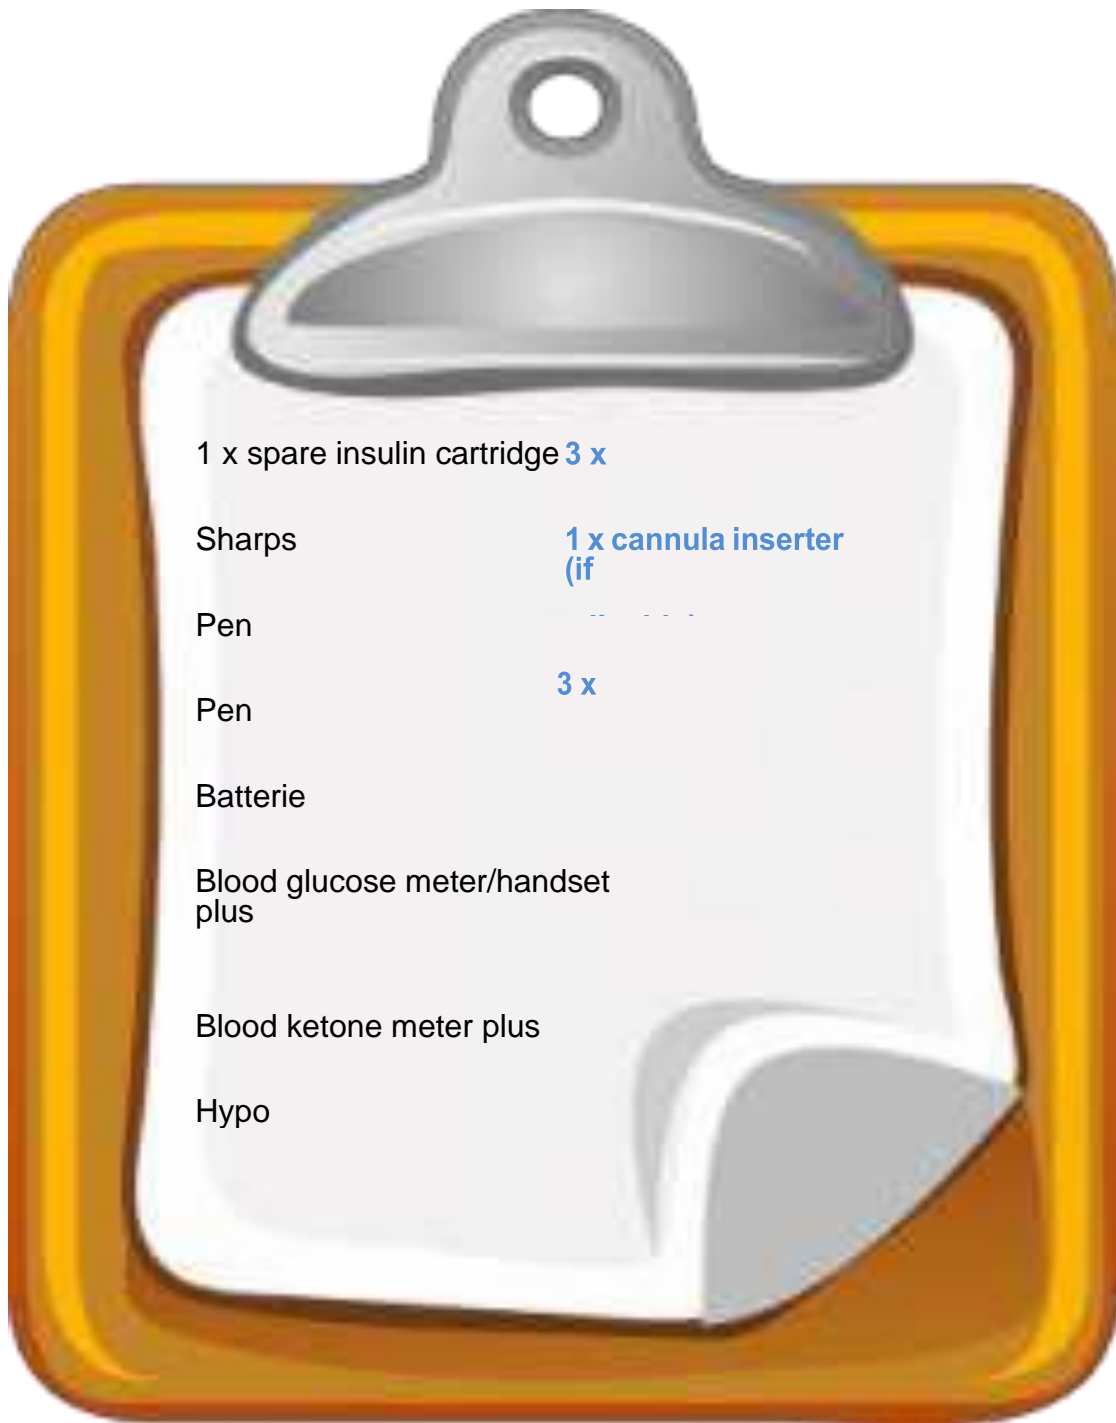 1 x spare insulin cartridge 3 x
Sharps 1 x cannula inserter
(if
Pen
3 x
Pen
Batterie
Blood glucose meter/handset
plus
Blood ketone meter plus
Hypo